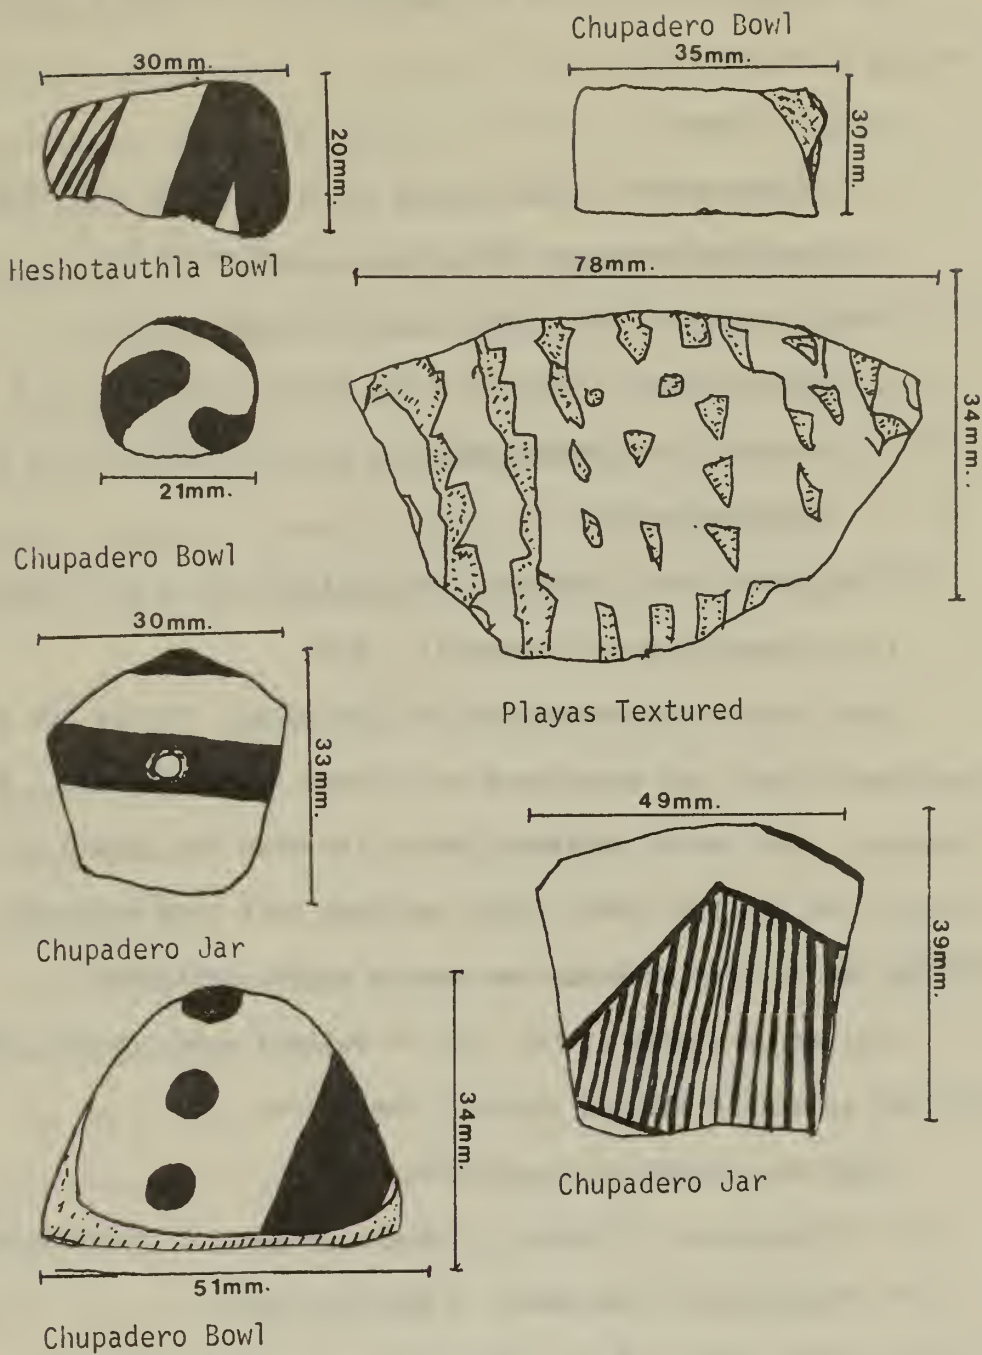 Chupadero Bowl
30mm.
35mm.
20mm.
30mm.
Heshotauthla Bowl
78mm.
34mm..
21mm.
Chupadero Bowl
30mm.
33mm.
Playas Textured
49mm.
39mm.
Chupadero Jar
34mm.
Chupadero Jar
51mm.
Chupadero Bowl